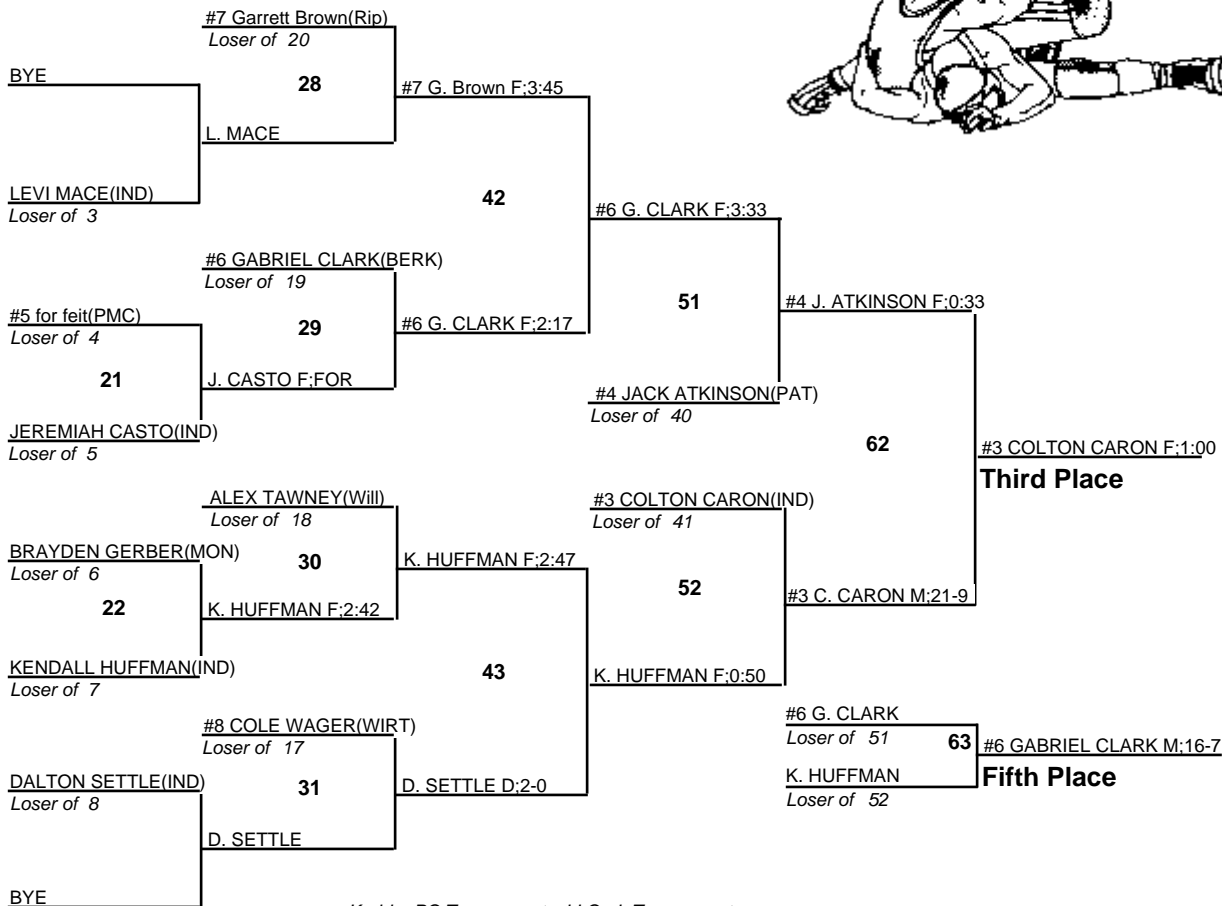 #7 Garrett Brown(Rip)
Loser of 20
BYE
28
#7 G. Brown F;3:45
L. MACE
LEVI MACE(IND)
Loser of 3
42
#6 G. CLARK F;3:33
#6 GABRIEL CLARK(BERK)
Loser of 19
#5 for feit(PMC)
Loser of 4
29
#6 G. CLARK F;2:17
51
#4 J. ATKINSON F;0:33
21
J. CASTO F;FOR
#4 JACK ATKINSON(PAT)
Loser of 40
JEREMIAH CASTO(IND)
Loser of 5
62
#3 COLTON CARON F;1:00
Third Place
ALEX TAWNEY(Will)
Loser of 18
#3 COLTON CARON(IND)
Loser of 41
BRAYDEN GERBER(MON)
Loser of 6
30
K. HUFFMAN F;2:47
52
22
K. HUFFMAN F;2:42
#3 C. CARON M;21-9
KENDALL HUFFMAN(IND)
Loser of 7
43
K. HUFFMAN F;0:50
#8 COLE WAGER(WIRT)
Loser of 17
#6 G. CLARK
Loser of 51
63
#6 GABRIEL CLARK M;16-7
Fifth Place
DALTON SETTLE(IND)
Loser of 8
31
D. SETTLE D;2-0
K. HUFFMAN
Loser of 52
D. SETTLE
BYE